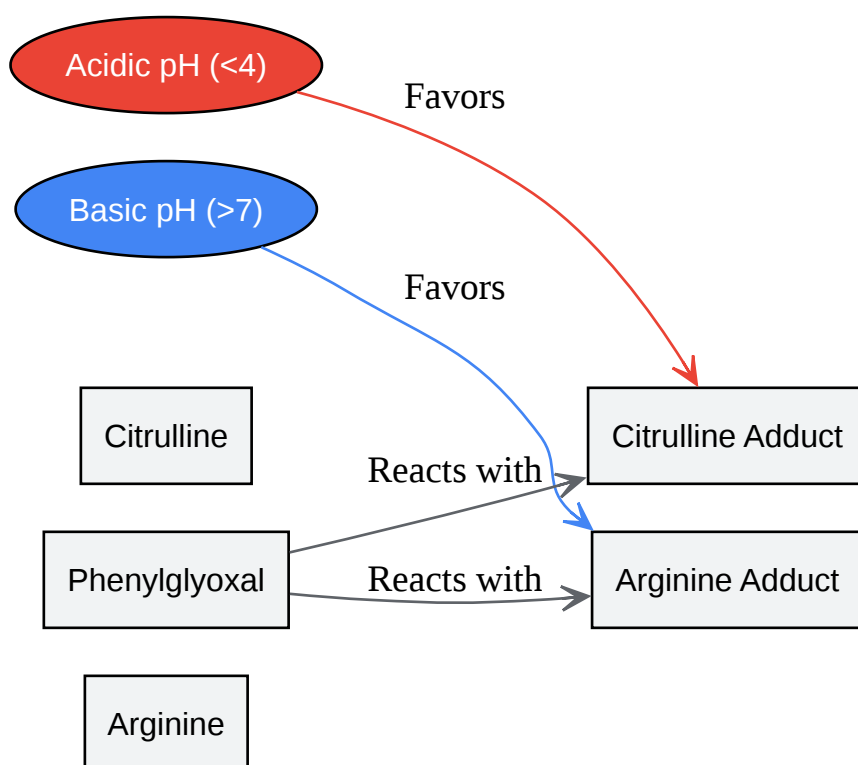 Acidic pH (<4)
Favors
Basic pH (>7)
Favors
Citrulline
Citrulline Adduct
Reacts with
Phenylglyoxal
Reacts with
Arginine Adduct
Arginine